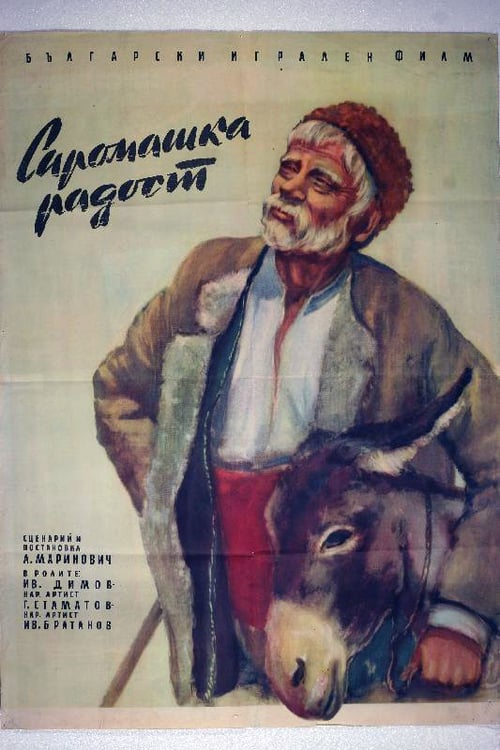 БЪЛГАРСКИ ИГРАЛЕН ФИЛМ
Сиромашка
радост
СЦЕНАРИЙ И
ПОСТАНОВКА
А. МАРИНОВИЧ
В РОЛИТЕ:
ИВ. ДИМОВ-
НАР. АРТИСТ
Г. СТАМАТОВ-
НАР. АРТИСТ
ИВ. БРАТАНОВ